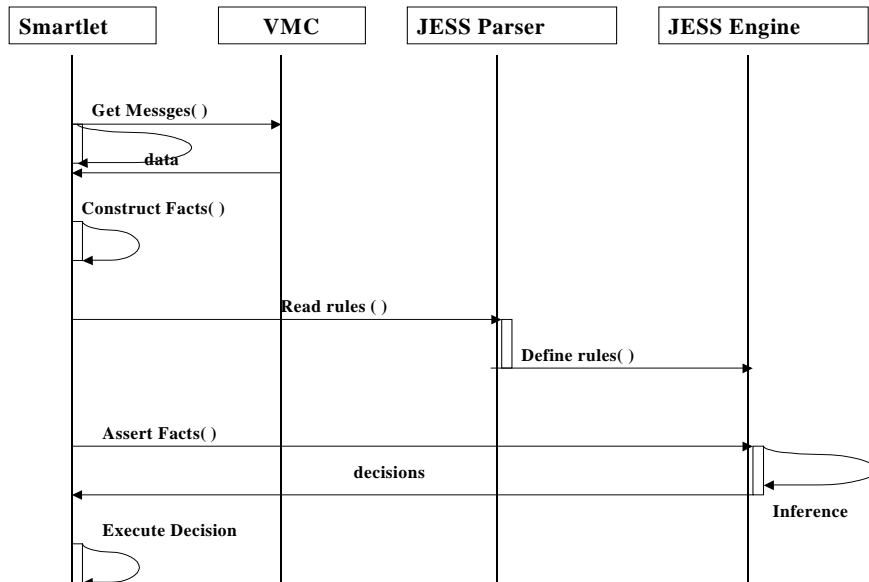 Smartlet
VMC
JESS Parser
JESS Engine
Get Messges( )
data
Construct Facts( )
Read rules ( )
Define rules( )
Assert Facts( )
decisions
Inference
Execute Decision